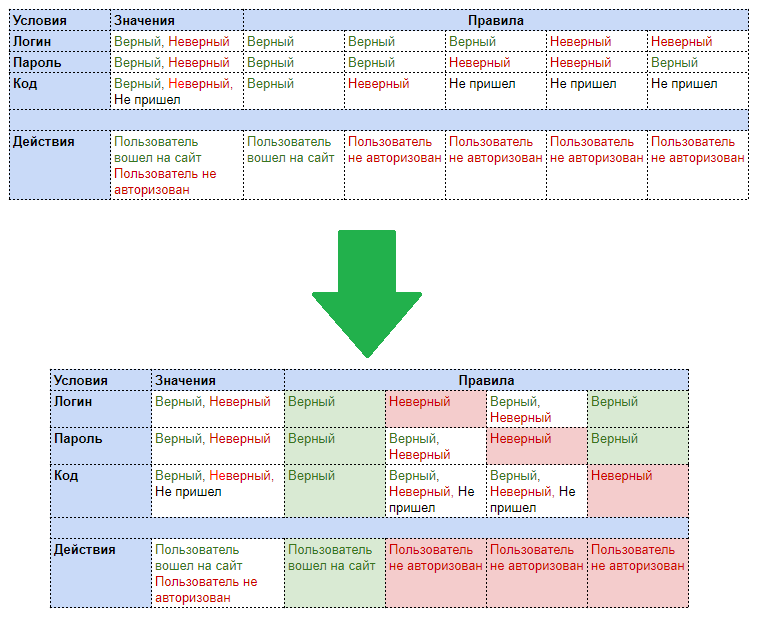 Условия Значения Правила
Логин Верный, Неверный Верный Верный Верный Неверный Неверный
Пароль Верный, Неверный Верный Верный Неверный Неверный Верный
Код Верный, Неверный, Верный Неверный Не пришел Не пришел Не пришел
Не пришел
Действия Пользователь Пользователь Пользователь Пользователь Пользователь Пользователь
вошел на сайт вошел на сайт не авторизован не авторизован не авторизован не авторизован
Пользователь не
авторизован
Условия Значения Правила
Логин Верный, Неверный Верный Неверный Верный, Верный
Неверный
Пароль Верный, Неверный Верный Верный, Неверный Верный
Неверный
Код Верный, Неверный, Верный Верный, Верный, Неверный
Не пришел Неверный, Не Неверный, Не
пришел пришел
Действия Пользователь Пользователь Пользователь Пользователь Пользователь
вошел на сайт вошел на сайт не авторизован не авторизован не авторизован
Пользователь не
авторизован